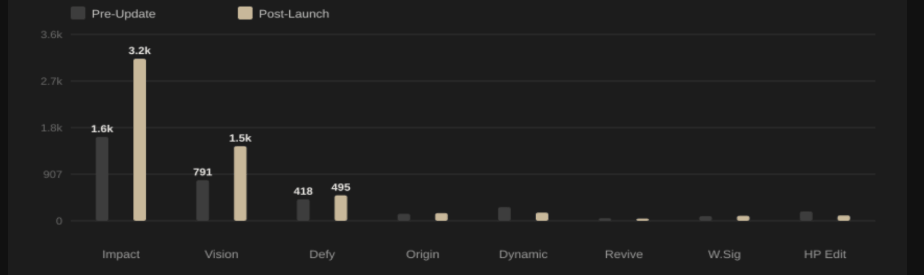 Pre-Update Post-Launch
3.6k
3.2k
2.7k
1.8k
1.6k
1.5k
907
791
418 495
0
Impact Vision Defy Origin Dynamic Revive W.Sig HP Edit